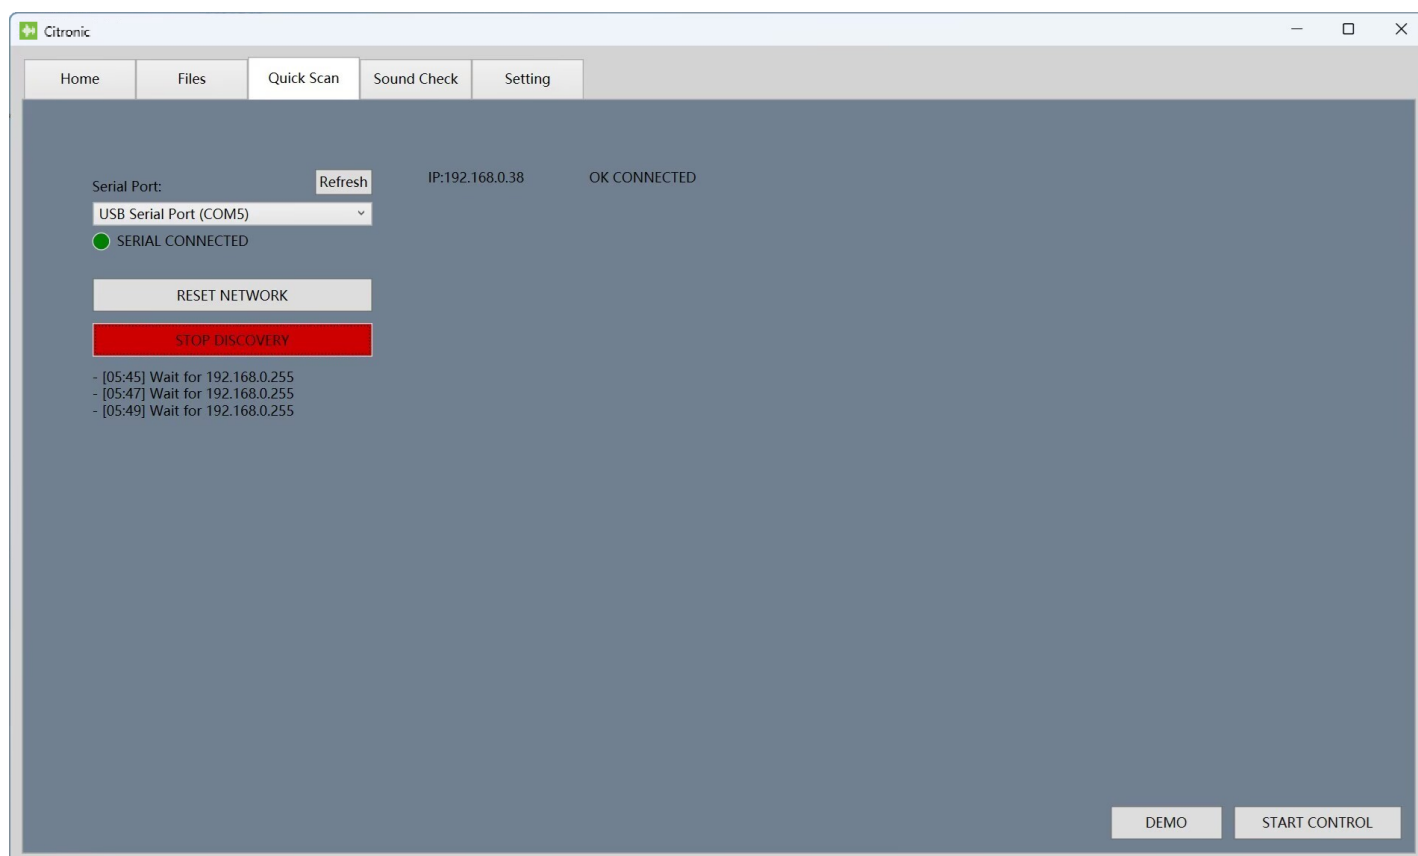 Citronic
Home Files Quick Scan Sound Check Setting
Serial Port: Refresh IP:192.168.0.38 OK CONNECTED
USB Serial Port (COM5)
SERIAL CONNECTED
RESET NETWORK
STOP DISCOVERY
- [05:45] Wait for 192.168.0.255
- [05:47] Wait for 192.168.0.255
- [05:49] Wait for 192.168.0.255
DEMO START CONTROL